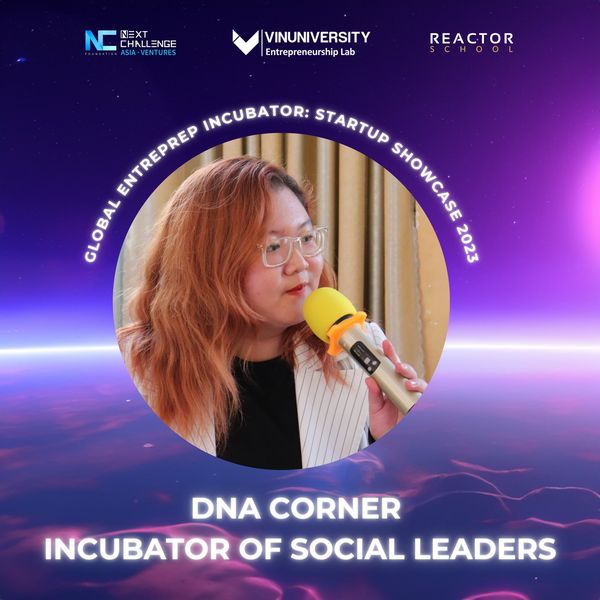 NEXT
CHALLENGE
FOUNDATION
ASIA · VENTURES
VINUNIVERSITY
Entrepreneurship Lab
REACTOR
SCHOOL
GLOBAL ENTREPREP INCUBATOR: STARTUP SHOWCASE 2023
DNA CORNER
INCUBATOR OF SOCIAL LEADERS